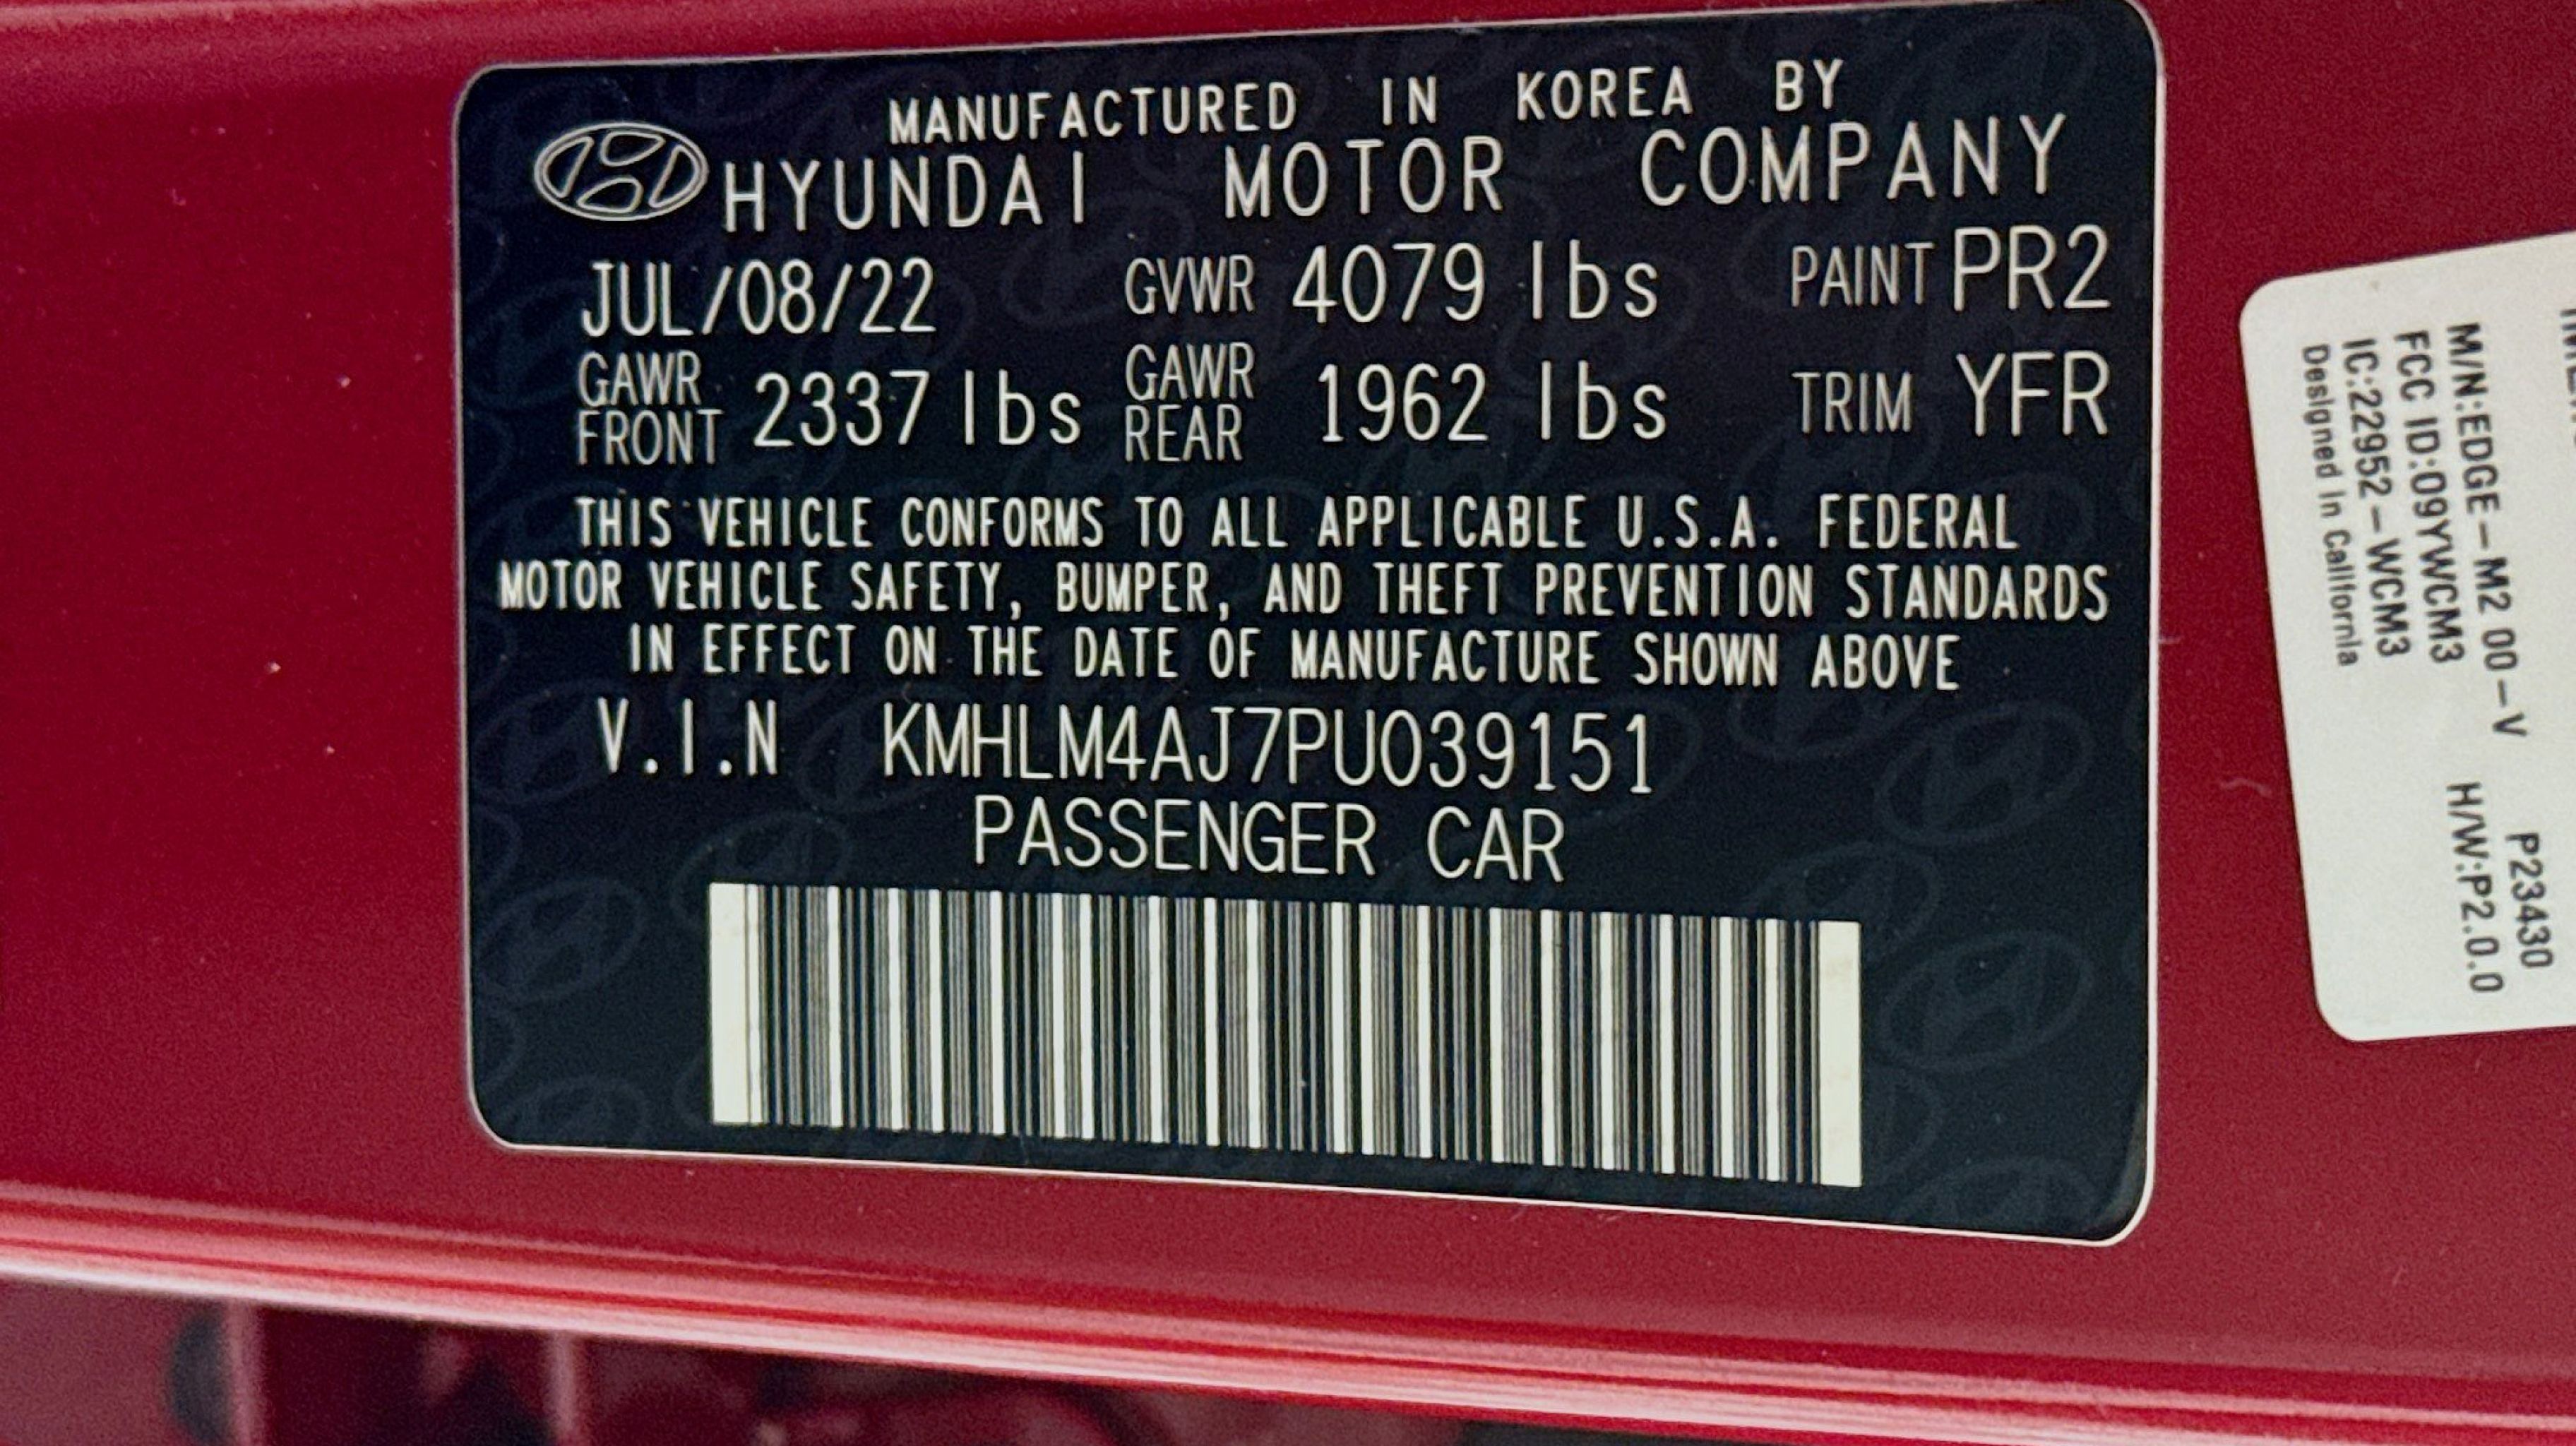 MANUFACTURED IN KOREA BY
HYUNDAI MOTOR COMPANY
JUL/08/22 GVWR 4079 lbs PAINT PR2
GAWR FRONT 2337 lbs GAWR REAR 1962 lbs TRIM YFR
THIS VEHICLE CONFORMS TO ALL APPLICABLE U.S.A. FEDERAL
MOTOR VEHICLE SAFETY, BUMPER, AND THEFT PREVENTION STANDARDS
IN EFFECT ON THE DATE OF MANUFACTURE SHOWN ABOVE
V.I.N KMHLM4AJ7PU039151
PASSENGER CAR
P23430
M/N:EDGE-M2 00-V H/W:P2.0.0
FCC ID:09YWCM3
IC:22952-WCM3
Designed in California